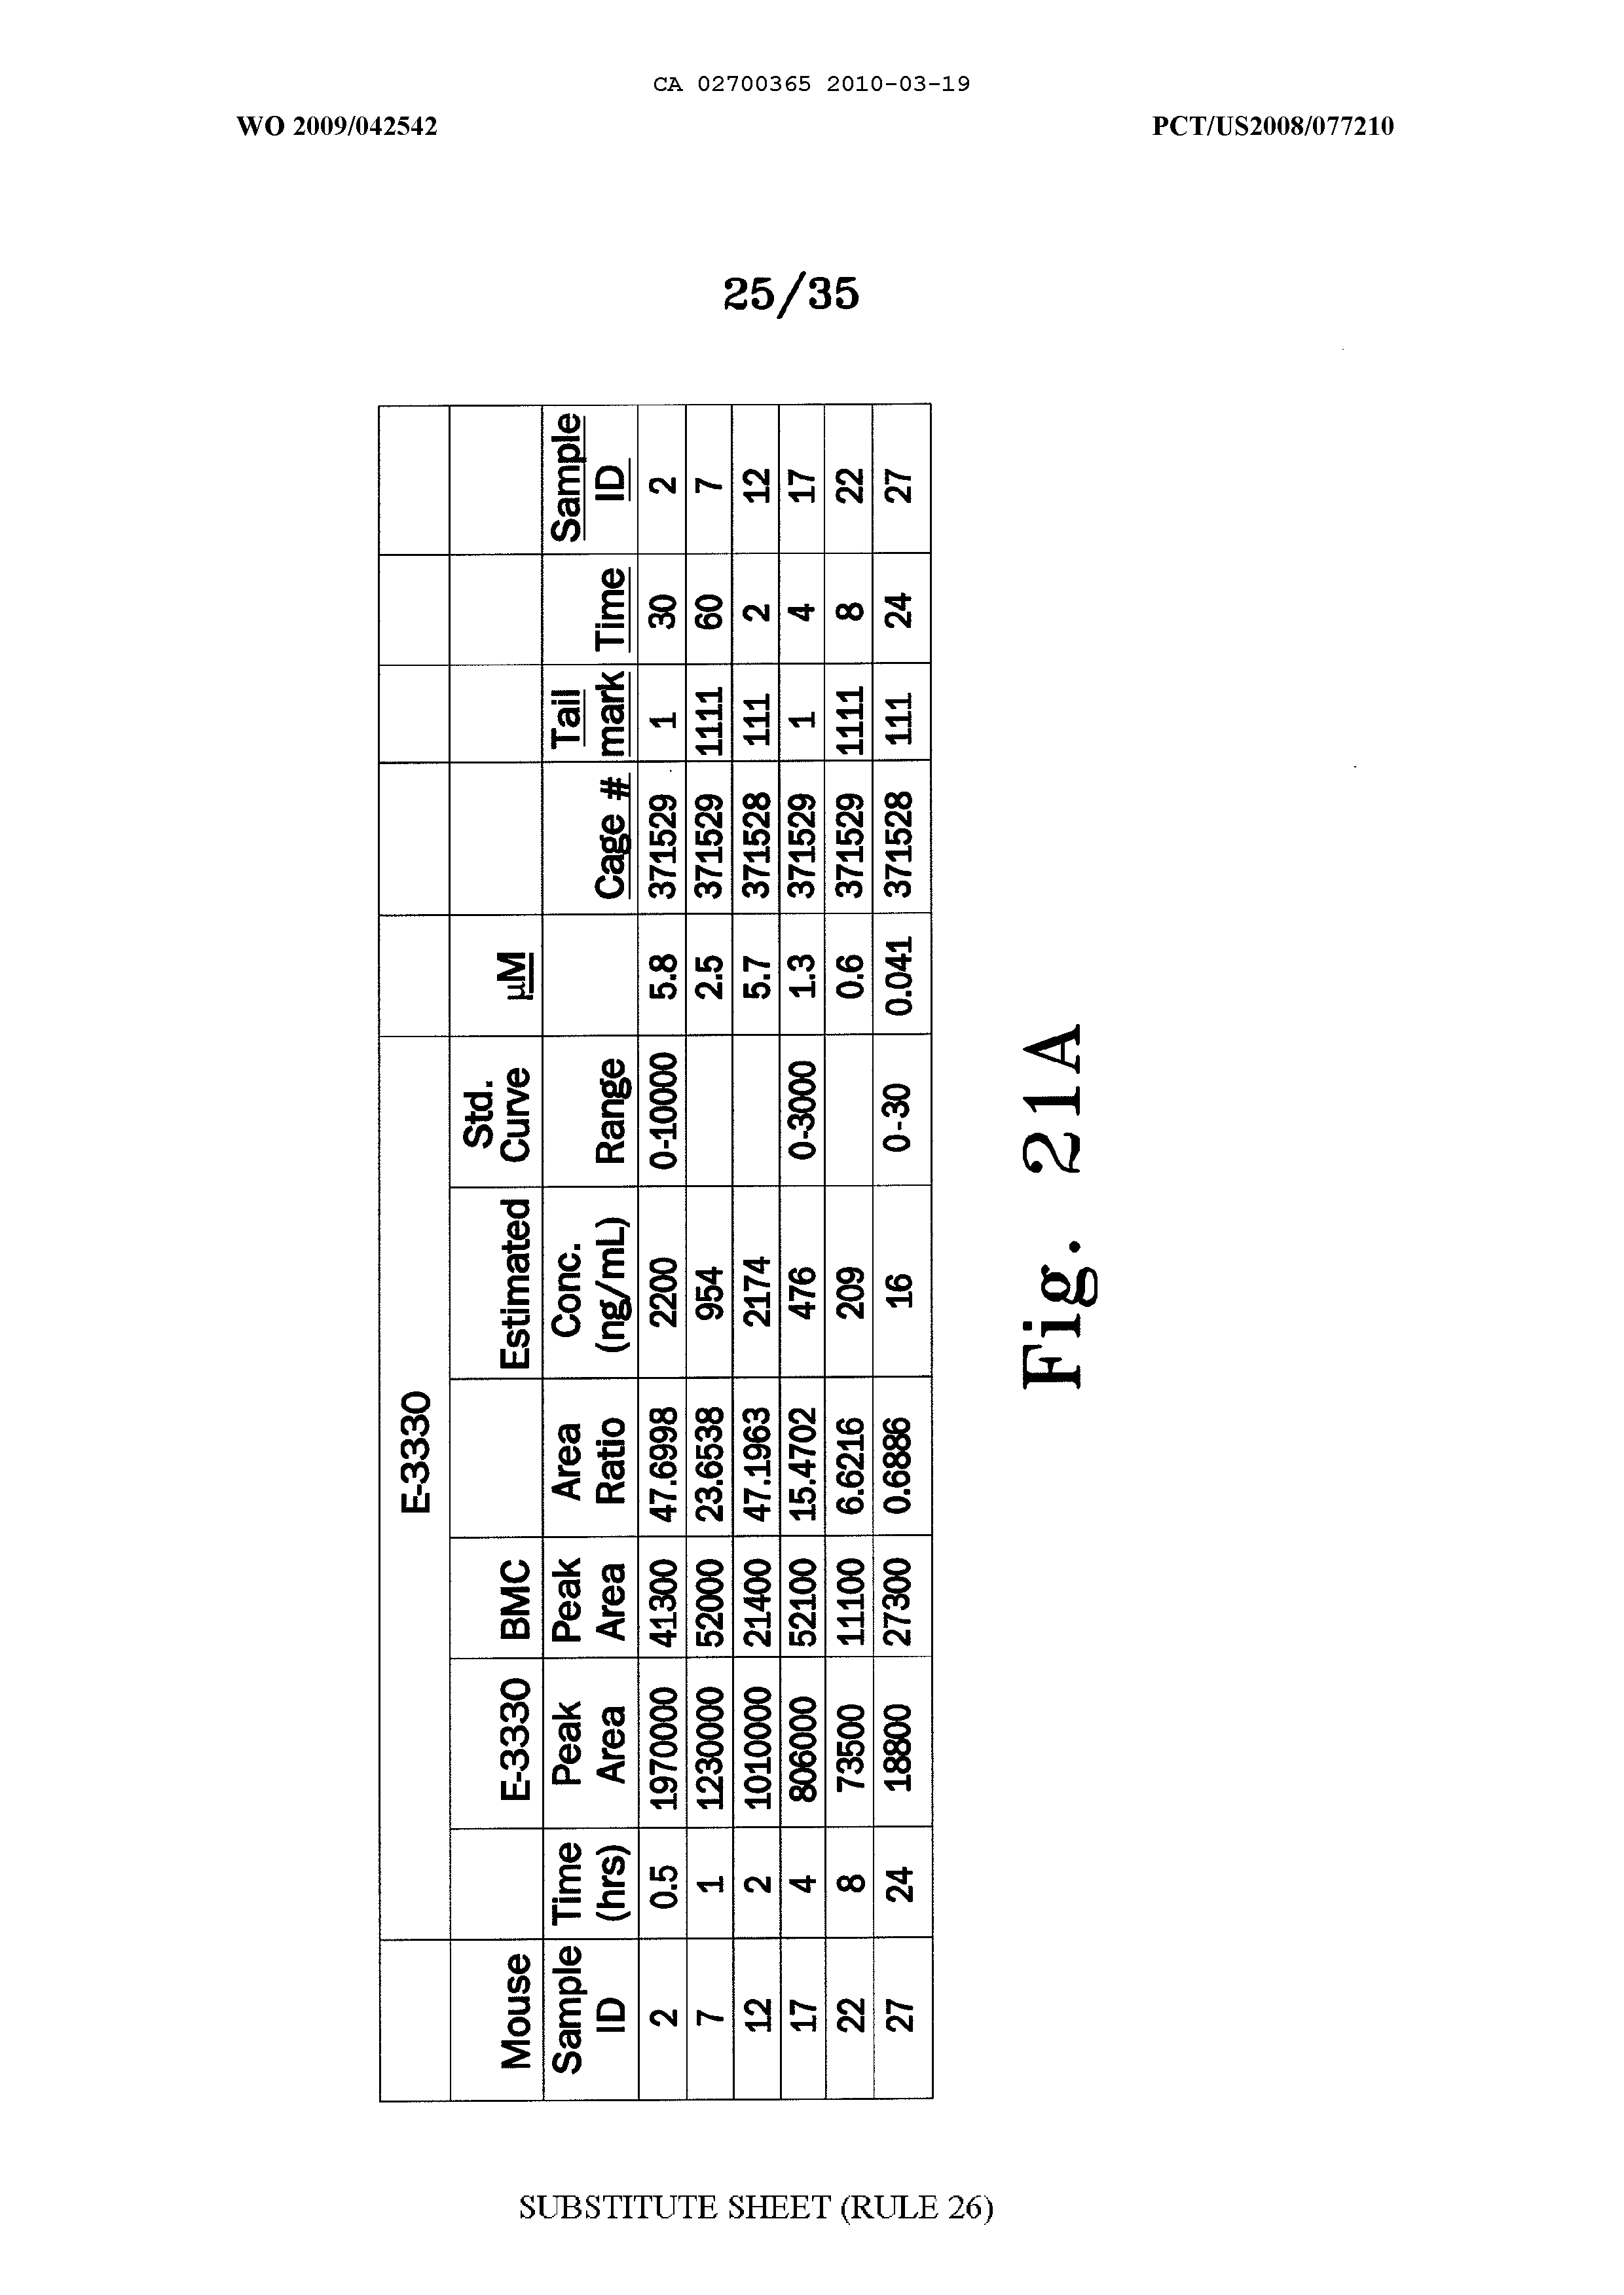 CA 02700365 2010-03-19
WO 2009/042542 PCT/US2008/077210
25/35
E-3330
Mouse E-3330 BMC Estimated Std. Curve µM
Sample ID Time (hrs) Peak Area Peak Area Area Ratio Conc. (ng/mL) Range Cage # Tail mark Time Sample ID
2 0.5 1970000 41300 47.6998 2200 0-10000 5.8 371529 1 30 2
7 1 1230000 52000 23.6538 954 2.5 371529 1111 60 7
12 2 1010000 21400 47.1963 2174 5.7 371528 111 2 12
17 4 806000 52100 15.4702 476 0-3000 1.3 371529 1 4 17
22 8 73500 11100 6.6216 209 0.6 371529 1111 8 22
27 24 18800 27300 0.6886 16 0-30 0.041 371528 111 24 27
Fig. 21A
SUBSTITUTE SHEET (RULE 26)